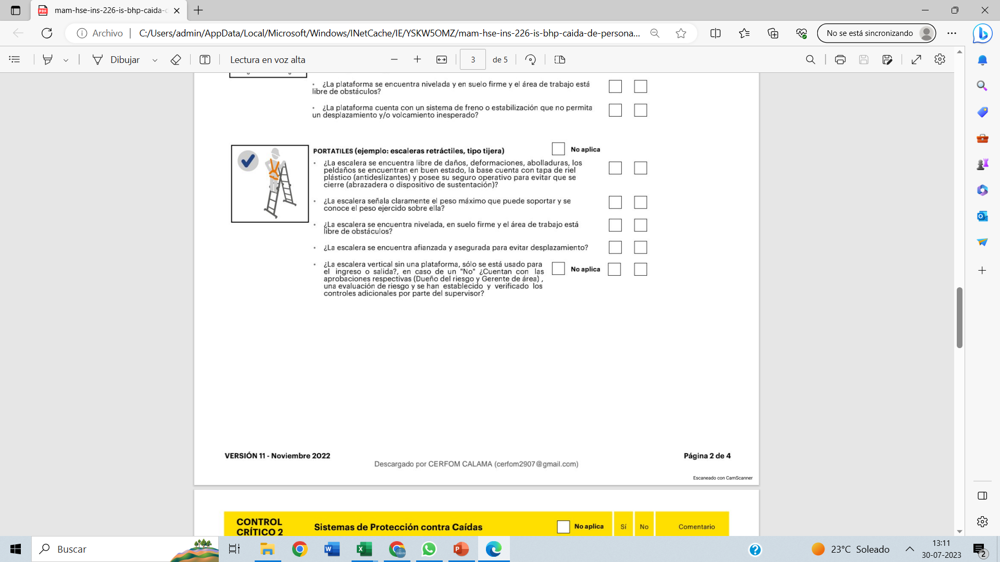 mam-hse-ins-226-is-bhp-caida-
Archivo
C:/Users/admin/AppData/Local/Microsoft/Windows/INetCache/IE/YSKW5OMZ/mam-hse-ins-226-is-bhp-caida-de-persona...
No se está sincronizando
Dibujar
Lectura en voz alta
3
de 5
• ¿La plataforma se encuentra nivelada y en suelo firme y el área de trabajo está
libre de obstáculos?
• ¿La plataforma cuenta con un sistema de freno o estabilización que no permita
un desplazamiento y/o volcamiento inesperado?
PORTATILES (ejemplo: escaleras retráctiles, tipo tijera)
No aplica
• ¿La escalera se encuentra libre de daños, deformaciones, abolladuras, los
peldaños se encuentran en buen estado, la base cuenta con tapa de riel
plástico (antideslizantes) y posee su seguro operativo para evitar que se
cierre (abrazadera o dispositivo de sustentación)?
• ¿La escalera señala claramente el peso máximo que puede soportar y se
conoce el peso ejercido sobre ella?
• ¿La escalera se encuentra nivelada, en suelo firme y el área de trabajo está
libre de obstáculos?
• ¿La escalera se encuentra afianzada y asegurada para evitar desplazamiento?
• ¿La escalera vertical sin una plataforma, sólo se está usado para
el ingreso o salida?, en caso de un "No" ¿Cuentan con las
aprobaciones respectivas (Dueño del riesgo y Gerente de área) ,
una evaluación de riesgo y se han establecido y verificado los
controles adicionales por parte del supervisor?
No aplica
VERSIÓN 11 - Noviembre 2022
Página 2 de 4
Descargado por CERFOM CALAMA (cerfom2907@gmail.com)
Escaneado con CamScanner
CONTROL
CRÍTICO 2
Sistemas de Protección contra Caídas
No aplica
Sí
No
Comentario
Buscar
23°C Soleado
13:11
30-07-2023
2